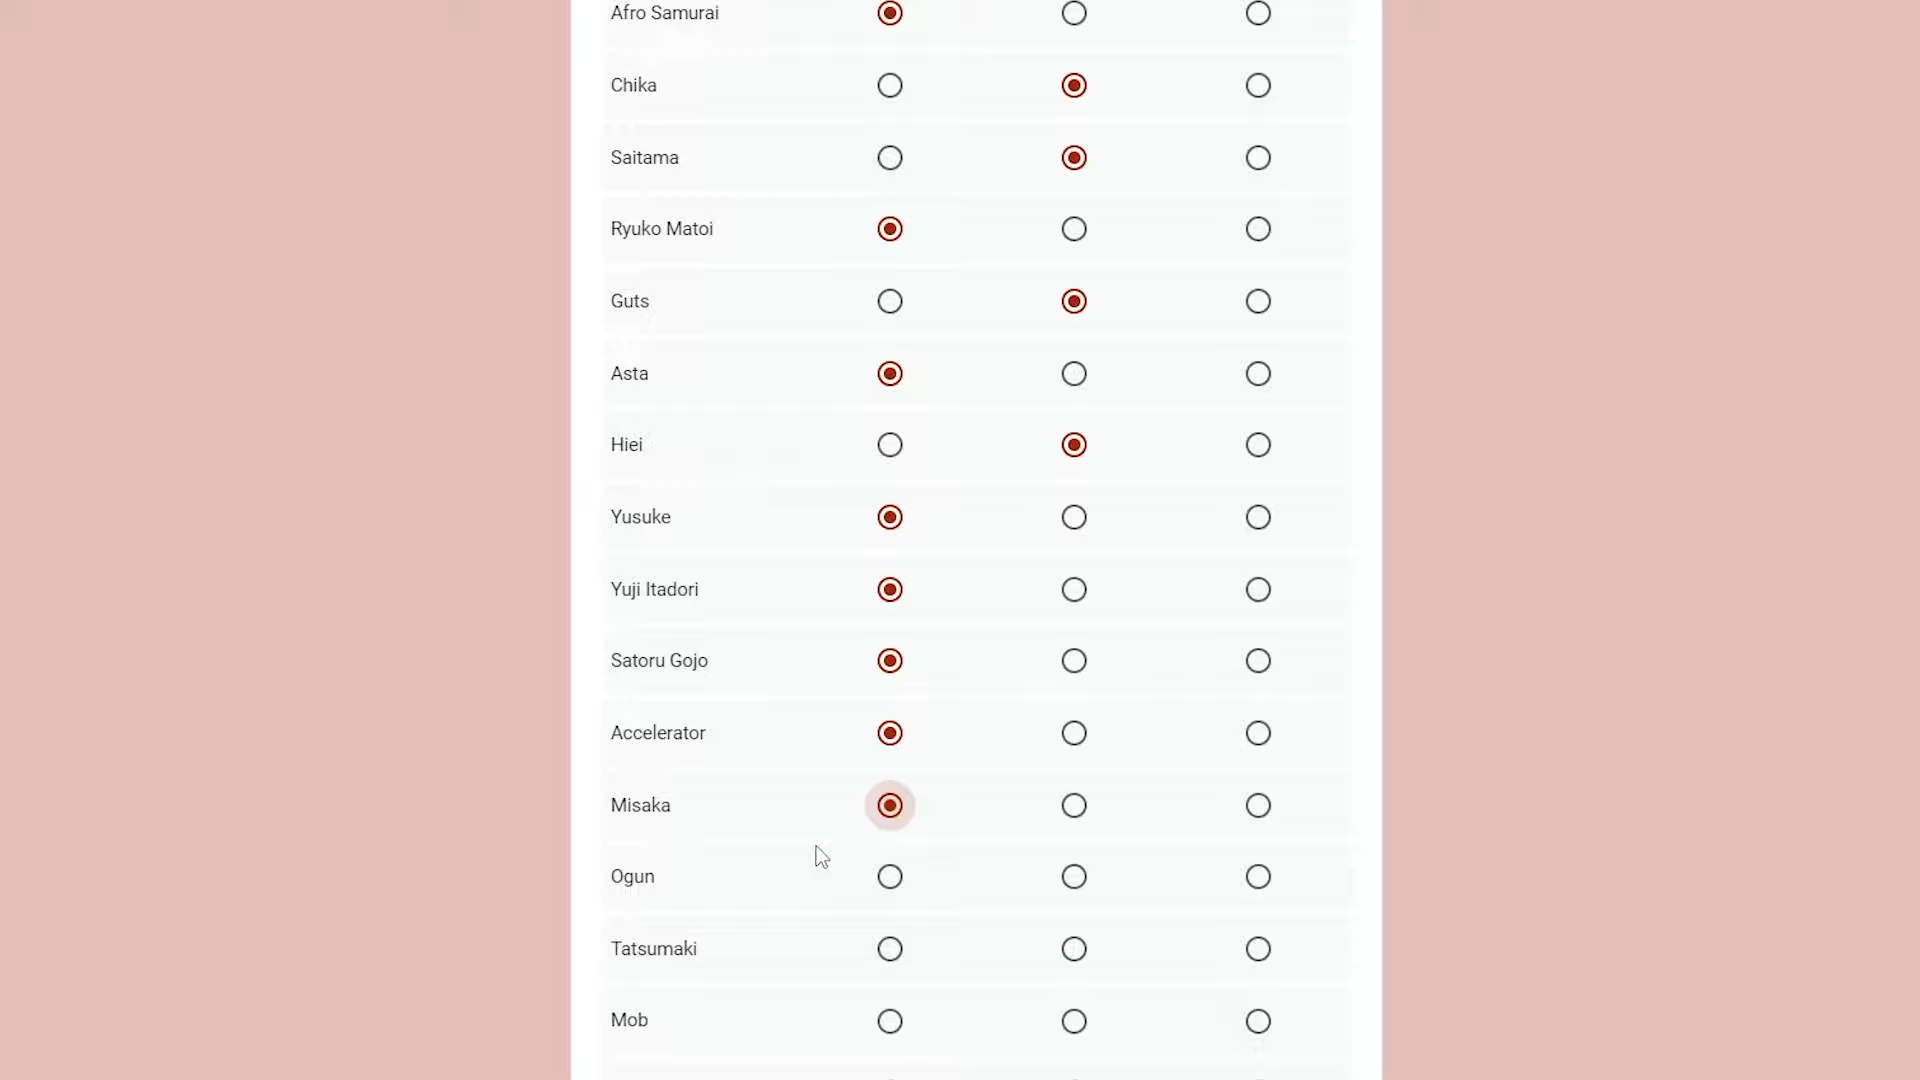 Afro Samurai
Chika
Saitama
Ryuko Matoi
Guts
Asta
Hiei
Yusuke
Yuji Itadori
Satoru Gojo
Accelerator
Misaka
Ogun
Tatsumaki
Mob